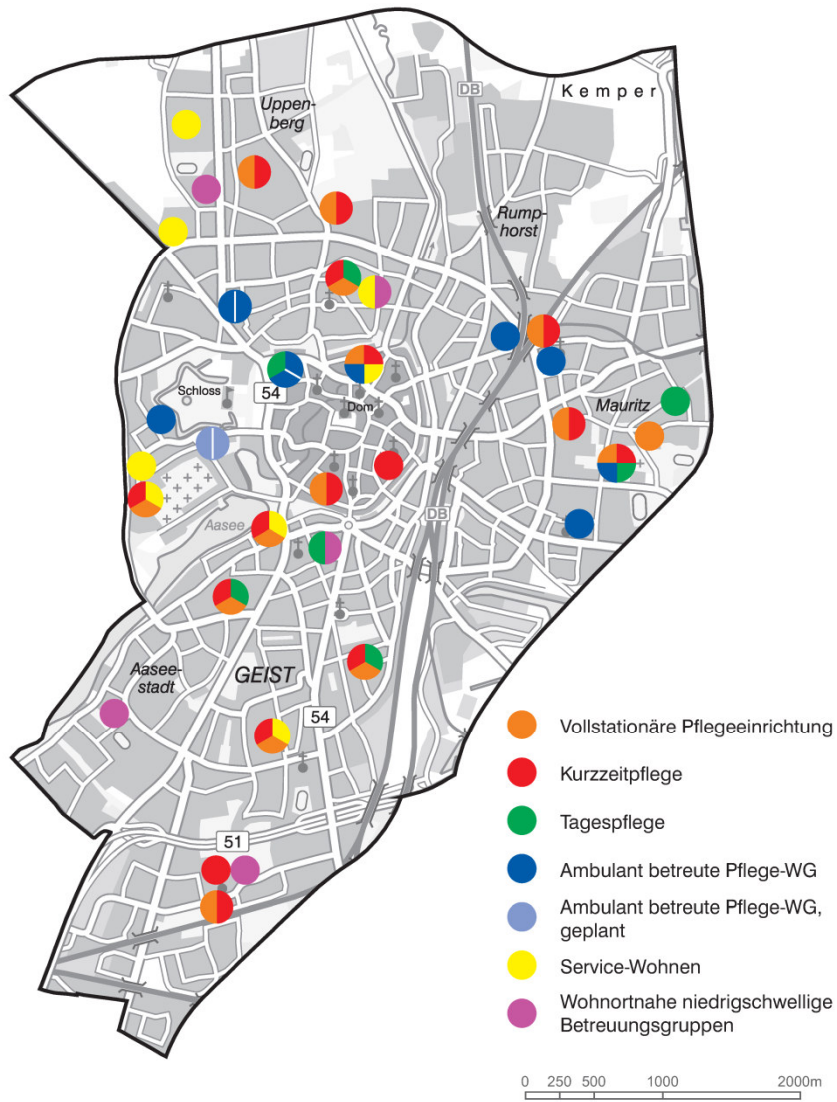 Uppen-
berg
DB
Kemper
Rump-
horst
Schloss
54
Dom
Mauritz
Aasee
DB
Aasee-
stadt
GEIST
54
51
Vollstationäre Pflegeeinrichtung
Kurzzeitpflege
Tagespflege
Ambulant betreute Pflege-WG
Ambulant betreute Pflege-WG,
geplant
Service-Wohnen
Wohnortnahe niedrigschwellige
Betreuungsgruppen
0 250 500 1000 2000m